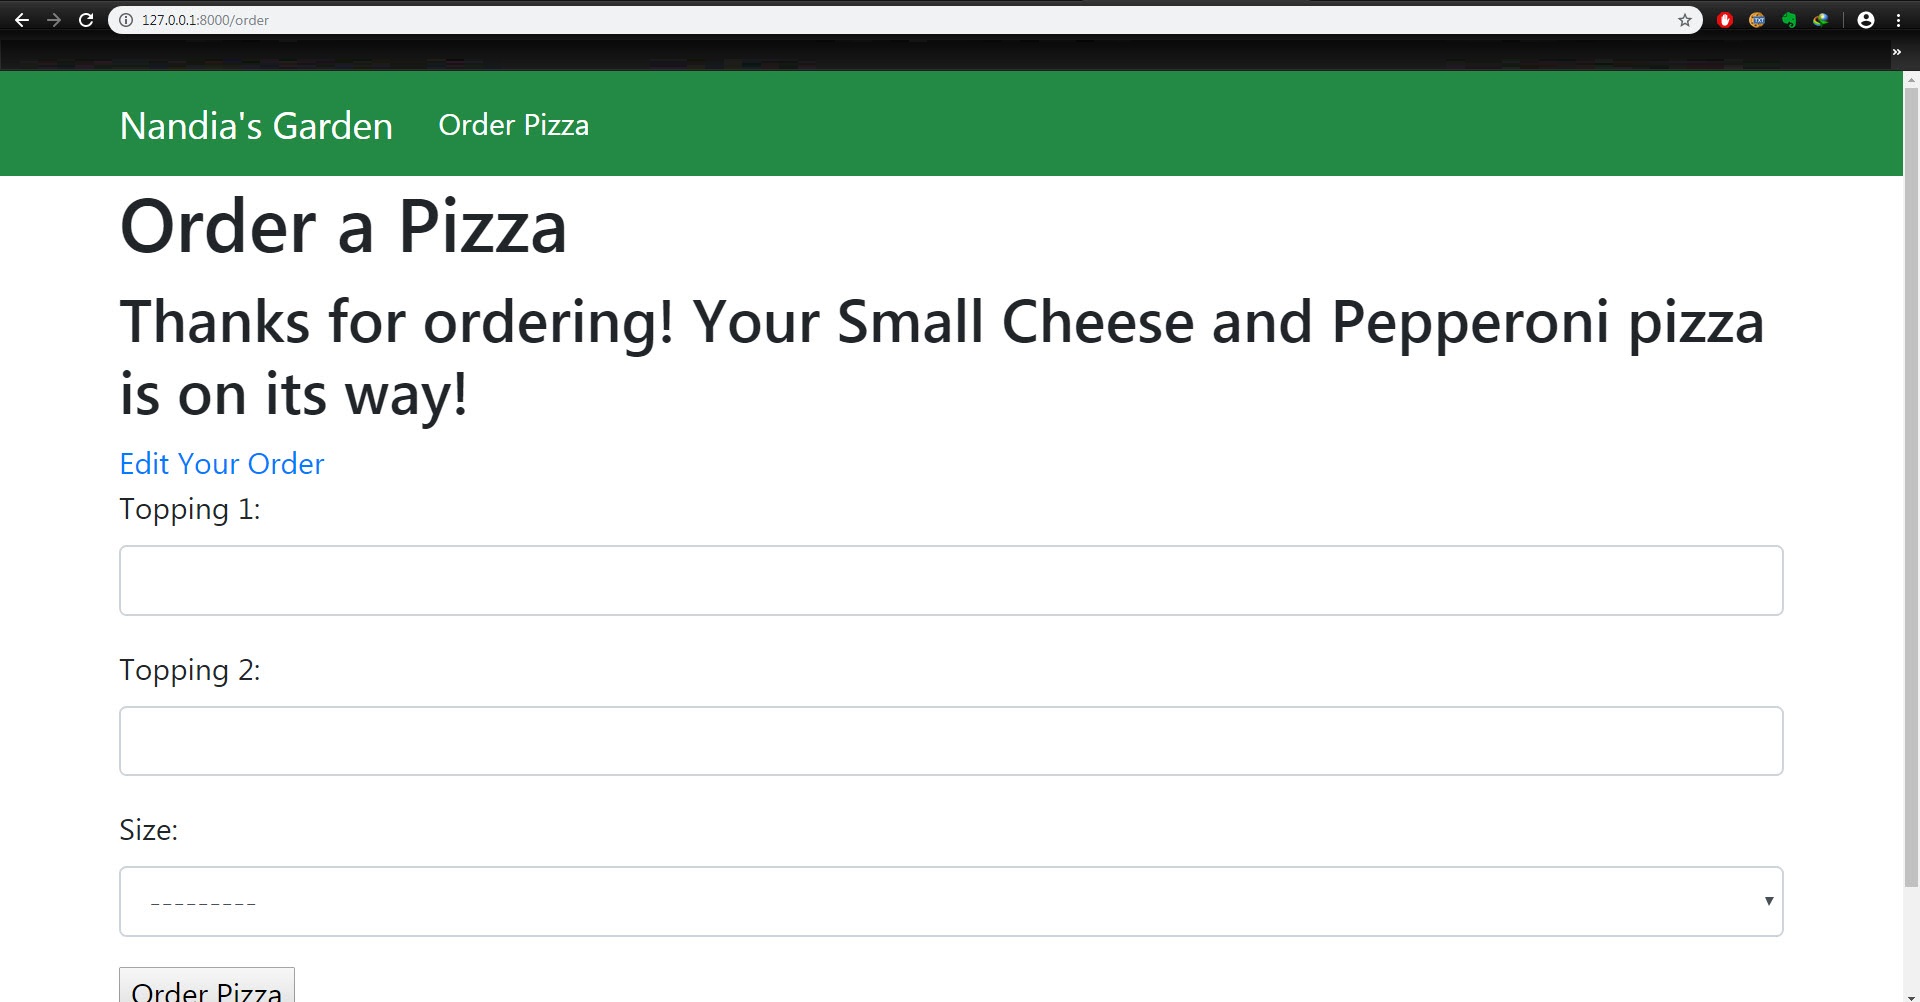 127.0.0.1:8000/order
»
Nandia's Garden Order Pizza
Order a Pizza
Thanks for ordering! Your Small Cheese and Pepperoni pizza
is on its way!
Edit Your Order
Topping 1:
Topping 2:
Size:
---------
Order Pizza